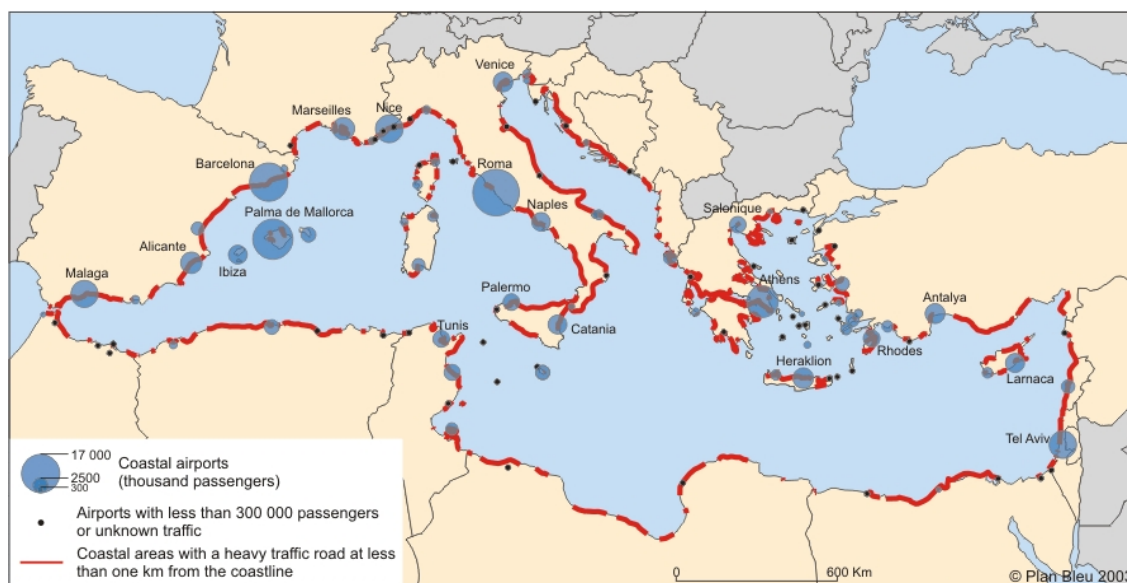 Venice
Marseilles
Nice
Barcelona
Roma
Palma de Mallorca
Naples
Salonique
Alicante
Ibiza
Athens
Malaga
Palermo
Antalya
Tunis
Catania
Rhodes
Heraklion
Larnaca
Tel Aviv
17 000
2500
300
Coastal airports
(thousand passengers)
Airports with less than 300 000 passengers
or unknown traffic
Coastal areas with a heavy traffic road at less
than one km from the coastline
0 600 Km
© Plan Bleu 2003